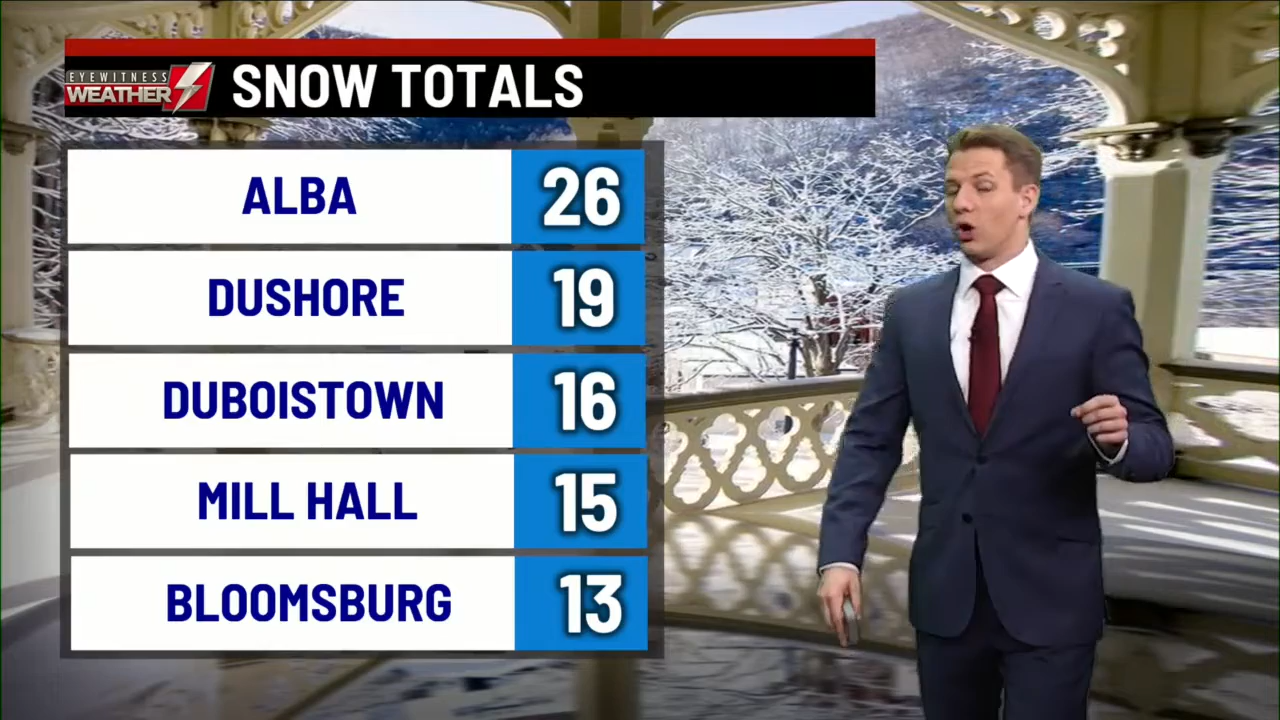 EYEWITNESS
WEATHER
SNOW TOTALS
ALBA 26
DUSHORE 19
DUBOISTOWN 16
MILL HALL 15
BLOOMSBURG 13